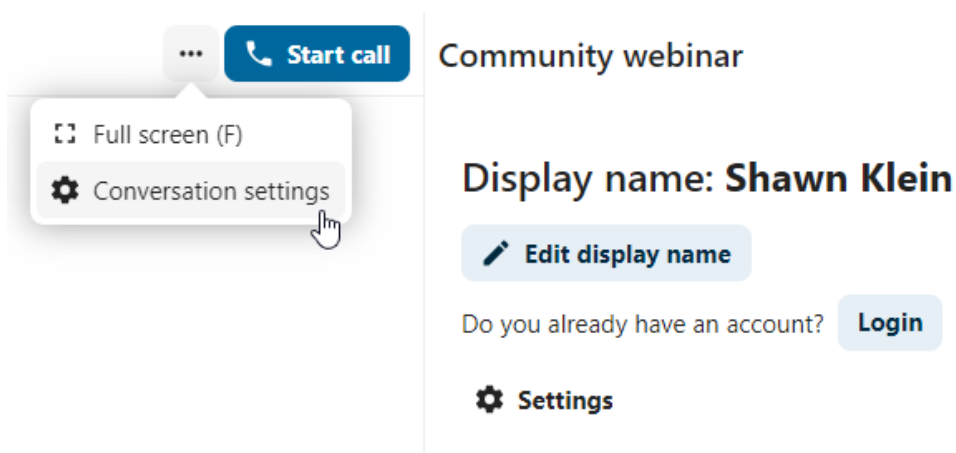 ... Start call
Community webinar
Full screen (F)
Conversation settings
Display name: Shawn Klein
Edit display name
Do you already have an account? Login
Settings